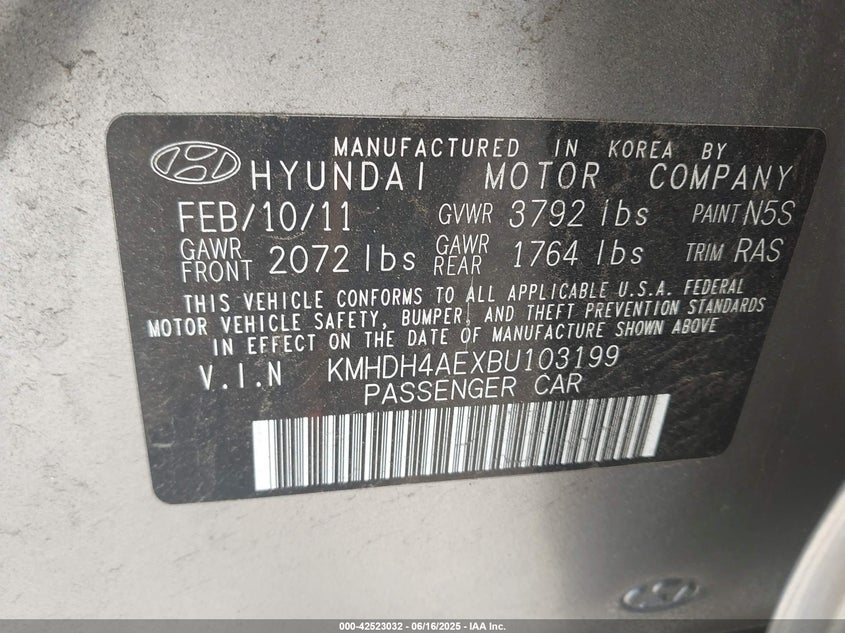 MANUFACTURED IN KOREA BY
HYUNDAI MOTOR COMPANY
FEB/10/11 GVWR 3792 lbs PAINT N5S
GAWR FRONT 2072 lbs GAWR REAR 1764 lbs TRIM RAS
THIS VEHICLE CONFORMS TO ALL APPLICABLE U.S.A. FEDERAL
MOTOR VEHICLE SAFETY, BUMPER, AND THEFT PREVENTION STANDARDS
IN EFFECT ON THE DATE OF MANUFACTURE SHOWN ABOVE
V.I.N KMHDH4AEXBU103199
PASSENGER CAR
000-42523032 - 06/16/2025 - IAA Inc.